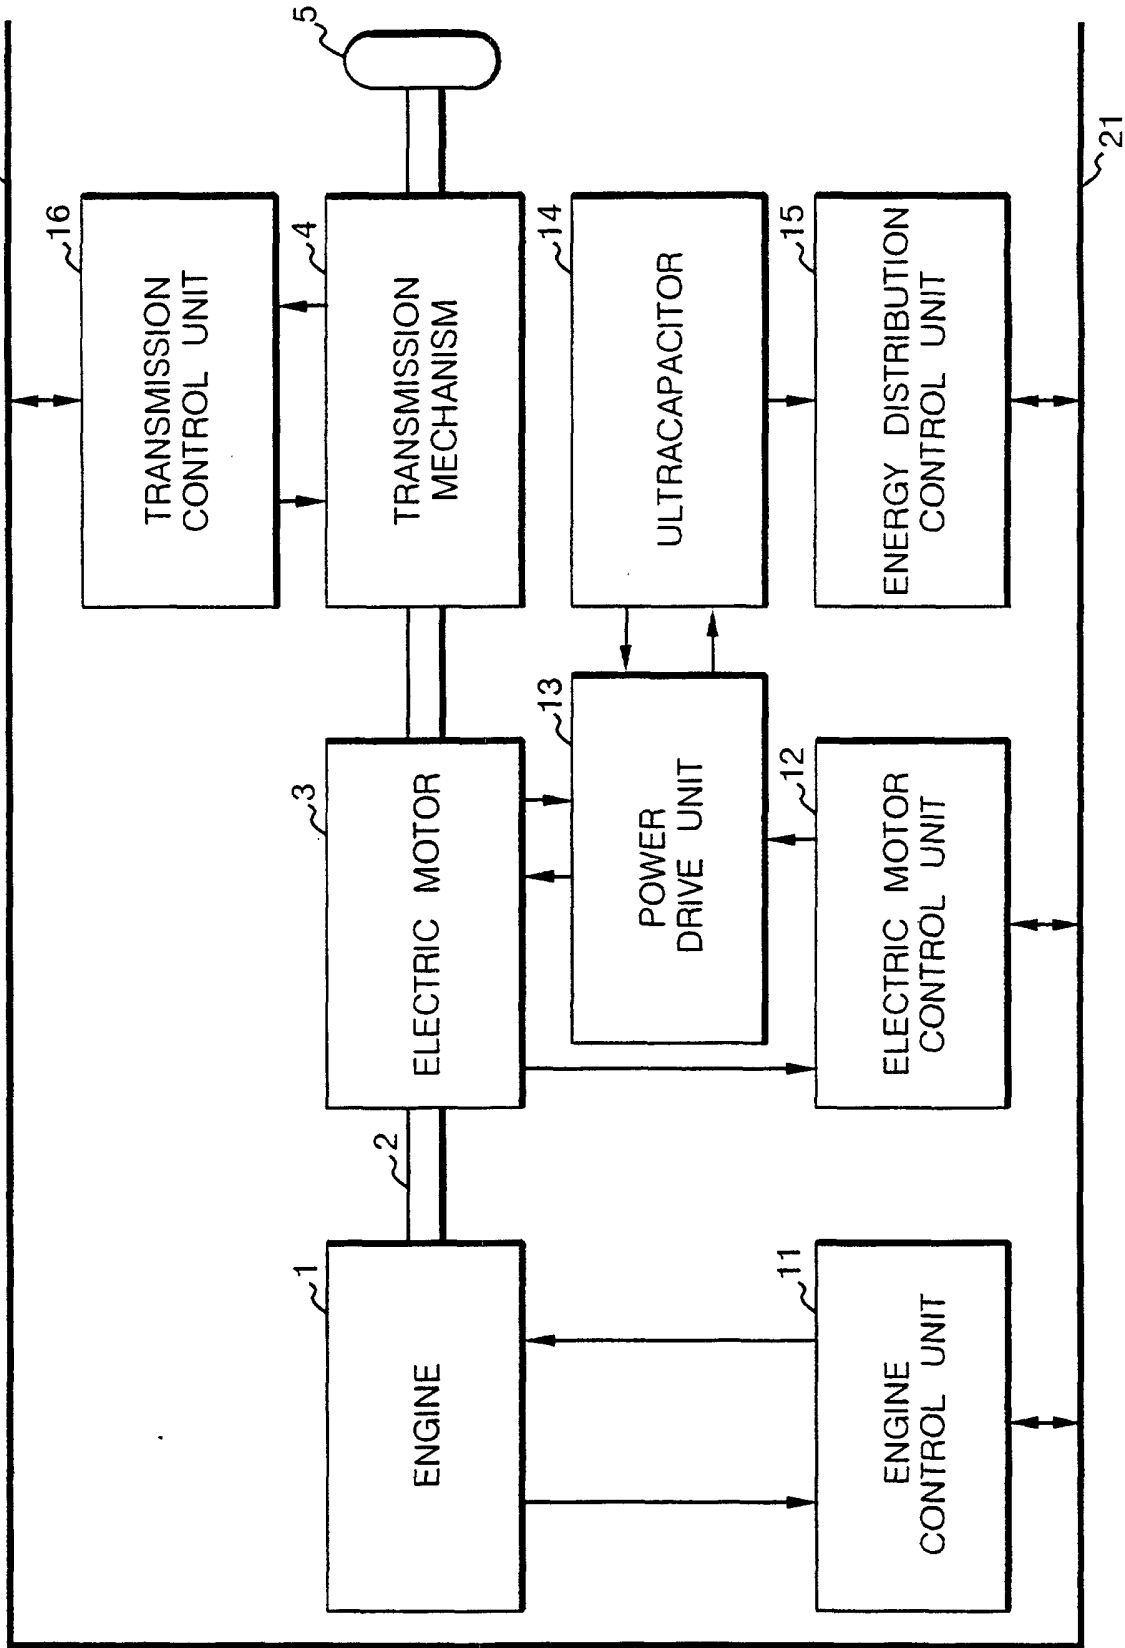 5
16
TRANSMISSION
CONTROL UNIT
4
TRANSMISSION
MECHANISM
14
ULTRACAPACITOR
15
ENERGY DISTRIBUTION
CONTROL UNIT
21
3
ELECTRIC MOTOR
13
POWER
DRIVE UNIT
12
ELECTRIC MOTOR
CONTROL UNIT
2
1
ENGINE
11
ENGINE
CONTROL UNIT